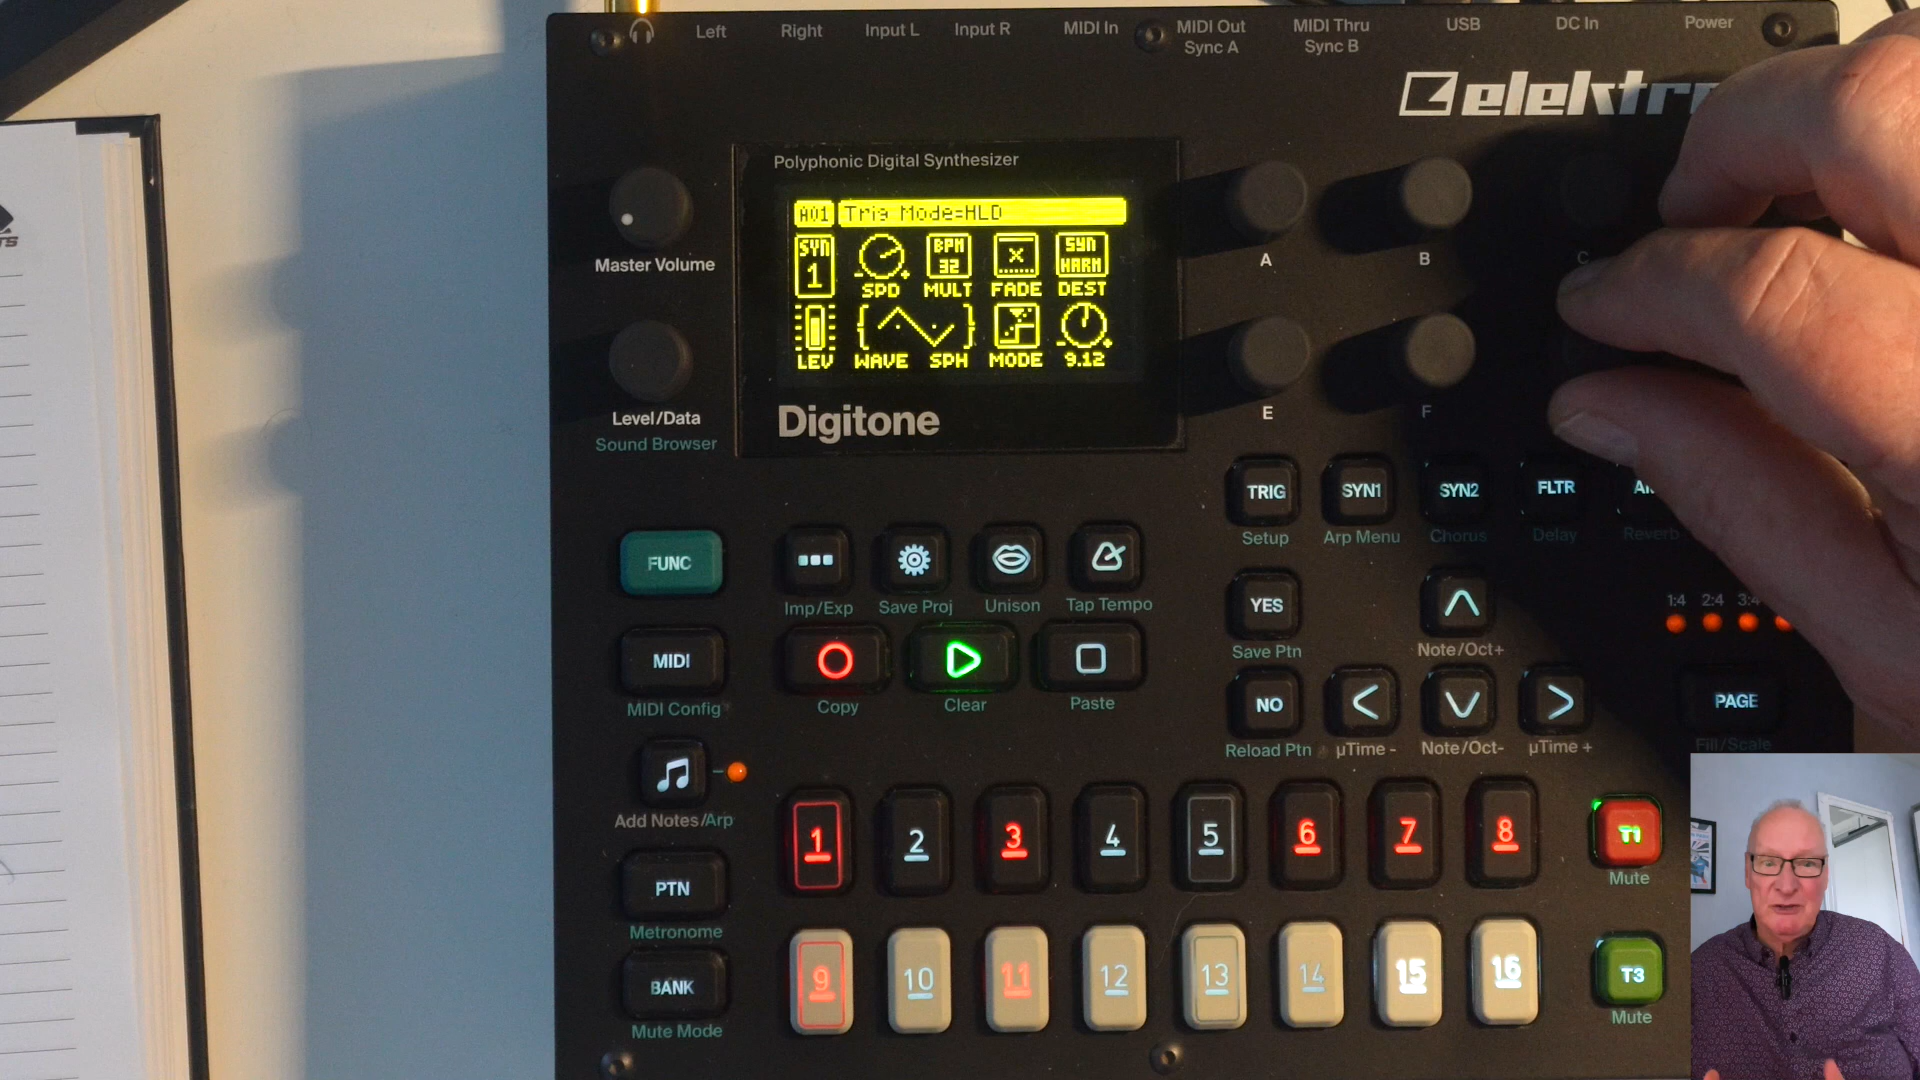 Left
Right
Input L
Input R
MIDI In
MIDI Out
Sync A
MIDI Thru
Sync B
USB
DC In
Power
elektr
Polyphonic Digital Synthesizer
A01 Trig Mode=HLD
SYN
1
BPM
32
SYN
HARM
SPD
MULT
FADE
DEST
LEV
WAVE
SPH
MODE
9.12
Digitone
Master Volume
Level/Data
Sound Browser
A
B
C
E
F
TRIG
SYN1
SYN2
FLTR
Setup
Arp Menu
Chorus
Delay
Reverb
FUNC
Imp/Exp
Save Proj
Unison
Tap Tempo
YES
Save Ptn
Note/Oct+
1:4
2:4
3:4
MIDI
MIDI Config
Copy
Clear
Paste
NO
Reload Ptn
µTime -
Note/Oct-
µTime +
PAGE
Fill/Scale
Add Notes/Arp
PTN
Metronome
BANK
Mute Mode
1
2
3
4
5
6
7
8
T1
Mute
9
10
11
12
13
14
15
16
T3
Mute